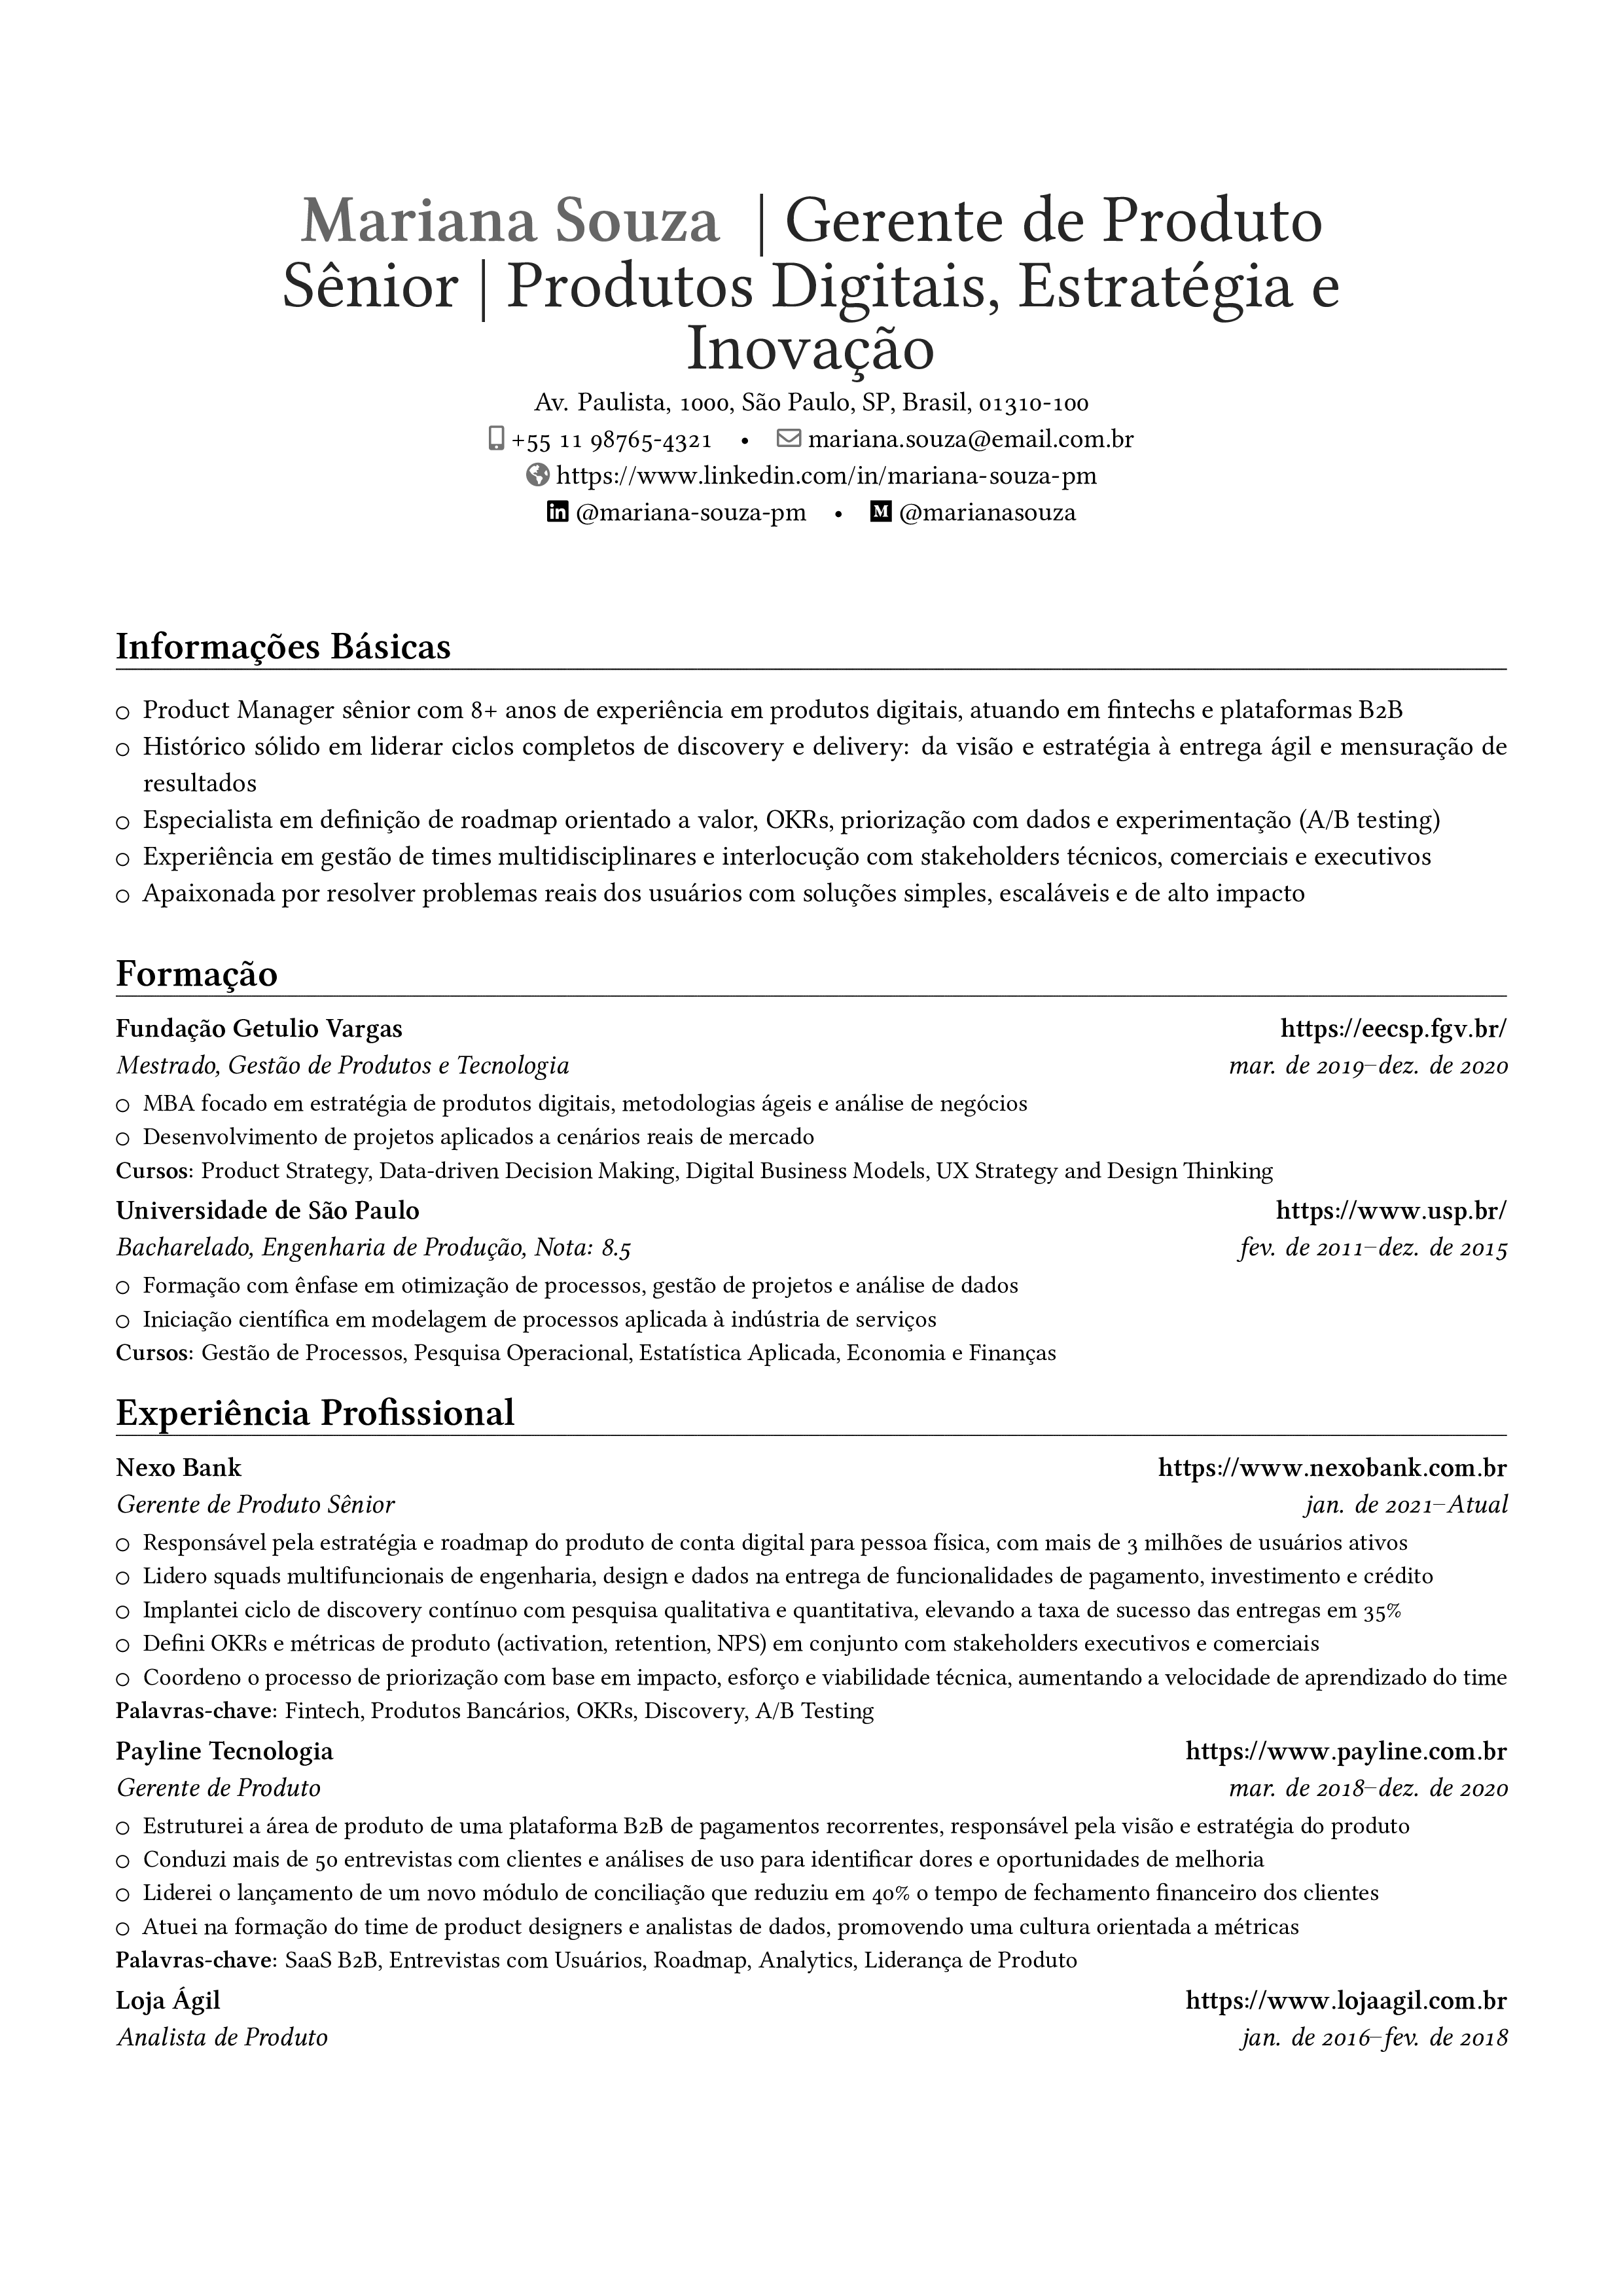 Mariana Souza | Gerente de Produto
Sênior | Produtos Digitais, Estratégia e
Inovação
Av. Paulista, 1000, São Paulo, SP, Brasil, 01310-100
+55 11 98765-4321 • mariana.souza@email.com.br
https://www.linkedin.com/in/mariana-souza-pm
@mariana-souza-pm • @marianasouza
Informações Básicas
Product Manager sênior com 8+ anos de experiência em produtos digitais, atuando em fintechs e plataformas B2B
Histórico sólido em liderar ciclos completos de discovery e delivery: da visão e estratégia à entrega ágil e mensuração de
resultados
Especialista em definição de roadmap orientado a valor, OKRs, priorização com dados e experimentação (A/B testing)
Experiência em gestão de times multidisciplinares e interlocução com stakeholders técnicos, comerciais e executivos
Apaixonada por resolver problemas reais dos usuários com soluções simples, escaláveis e de alto impacto
Formação
Fundação Getulio Vargas https://eecsp.fgv.br/
Mestrado, Gestão de Produtos e Tecnologia mar. de 2019–dez. de 2020
MBA focado em estratégia de produtos digitais, metodologias ágeis e análise de negócios
Desenvolvimento de projetos aplicados a cenários reais de mercado
Cursos: Product Strategy, Data-driven Decision Making, Digital Business Models, UX Strategy and Design Thinking
Universidade de São Paulo https://www.usp.br/
Bacharelado, Engenharia de Produção, Nota: 8.5 fev. de 2011–dez. de 2015
Formação com ênfase em otimização de processos, gestão de projetos e análise de dados
Iniciação científica em modelagem de processos aplicada à indústria de serviços
Cursos: Gestão de Processos, Pesquisa Operacional, Estatística Aplicada, Economia e Finanças
Experiência Profissional
Nexo Bank https://www.nexobank.com.br
Gerente de Produto Sênior jan. de 2021–Atual
Responsável pela estratégia e roadmap do produto de conta digital para pessoa física, com mais de 3 milhões de usuários ativos
Lidero squads multifuncionais de engenharia, design e dados na entrega de funcionalidades de pagamento, investimento e crédito
Implantei ciclo de discovery contínuo com pesquisa qualitativa e quantitativa, elevando a taxa de sucesso das entregas em 35%
Defini OKRs e métricas de produto (activation, retention, NPS) em conjunto com stakeholders executivos e comerciais
Coordeno o processo de priorização com base em impacto, esforço e viabilidade técnica, aumentando a velocidade de aprendizado do time
Palavras-chave: Fintech, Produtos Bancários, OKRs, Discovery, A/B Testing
Payline Tecnologia https://www.payline.com.br
Gerente de Produto mar. de 2018–dez. de 2020
Estruturei a área de produto de uma plataforma B2B de pagamentos recorrentes, responsável pela visão e estratégia do produto
Conduzi mais de 50 entrevistas com clientes e análises de uso para identificar dores e oportunidades de melhoria
Liderei o lançamento de um novo módulo de conciliação que reduziu em 40% o tempo de fechamento financeiro dos clientes
Atuei na formação do time de product designers e analistas de dados, promovendo uma cultura orientada a métricas
Palavras-chave: SaaS B2B, Entrevistas com Usuários, Roadmap, Analytics, Liderança de Produto
Loja Ágil https://www.lojaagil.com.br
Analista de Produto jan. de 2016–fev. de 2018